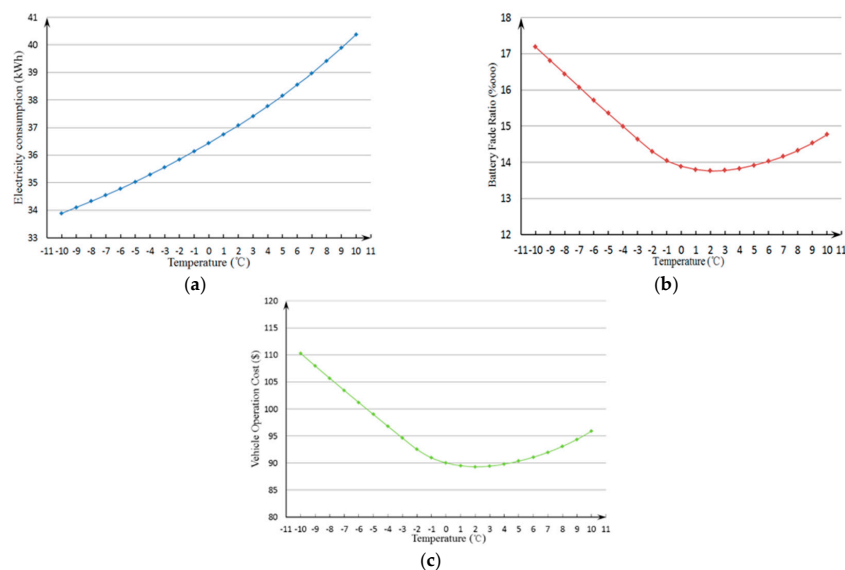 Electricity consumption (kWh)
41
40
39
38
37
36
35
34
33
-11 -10 -9 -8 -7 -6 -5 -4 -3 -2 -1 0 1 2 3 4 5 6 7 8 9 10 11
Temperature (℃)
(a)
Battery Fade Ratio (%ooo)
18
17
16
15
14
13
12
-11 -10 -9 -8 -7 -6 -5 -4 -3 -2 -1 0 1 2 3 4 5 6 7 8 9 10 11
Temperature(℃)
(b)
Vehicle Operation Cost ($)
120
115
110
105
100
95
90
85
80
-11 -10 -9 -8 -7 -6 -5 -4 -3 -2 -1 0 1 2 3 4 5 6 7 8 9 10 11
Temperature(℃)
(c)